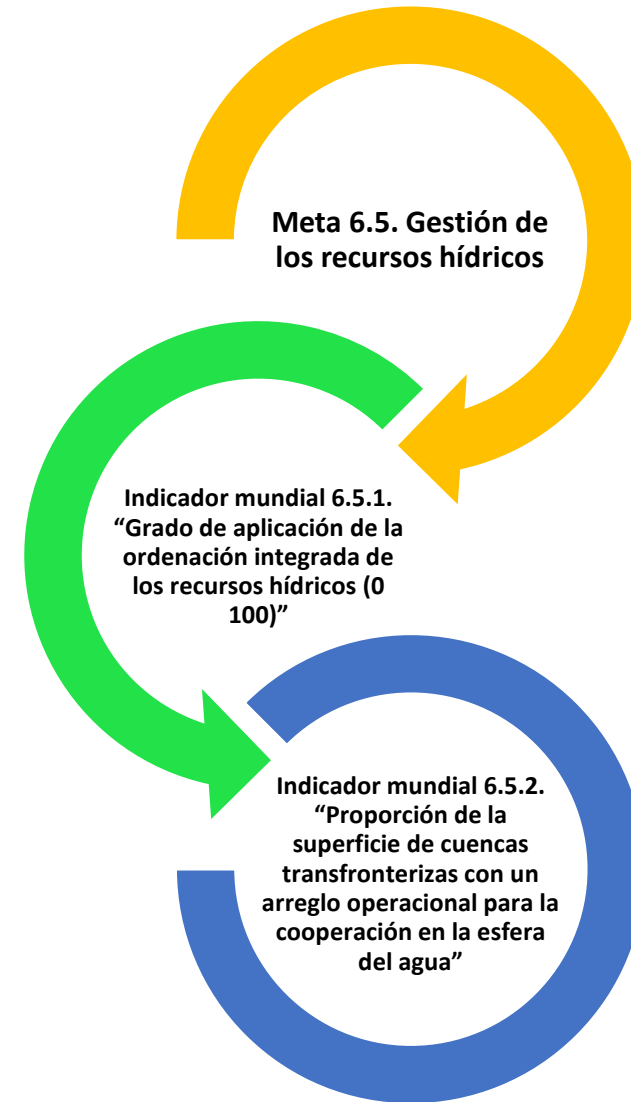 Meta 6.5. Gestión de
los recursos hídricos
Indicador mundial 6.5.1.
“Grado de aplicación de la
ordenación integrada de
los recursos hídricos (0
100)”
Indicador mundial 6.5.2.
“Proporción de la
superficie de cuencas
transfronterizas con un
arreglo operacional para la
cooperación en la esfera
del agua”